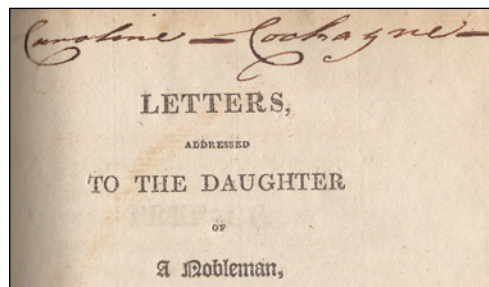 Caroline — Cockayne —
LETTERS,
ADDRESSED
TO THE DAUGHTER
OF
A Nobleman,